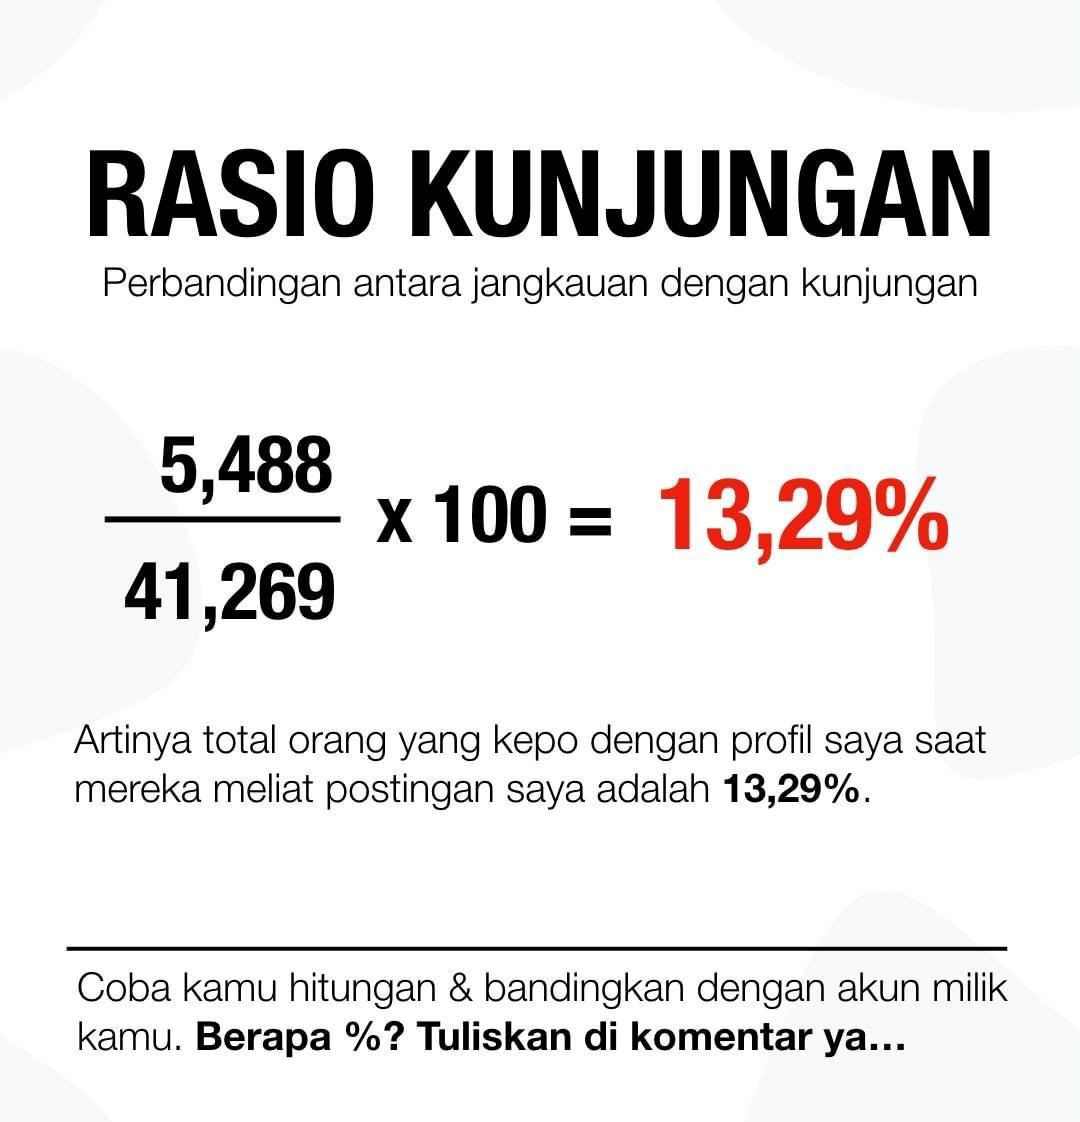 RASIO KUNJUNGAN
Perbandingan antara jangkauan dengan kunjungan
5,488
x 100 = 13,29%
41,269
Artinya total orang yang kepo dengan profil saya saat
mereka meliat postingan saya adalah 13,29%.
Coba kamu hitungan & bandingkan dengan akun milik
kamu. Berapa %? Tuliskan di komentar ya...